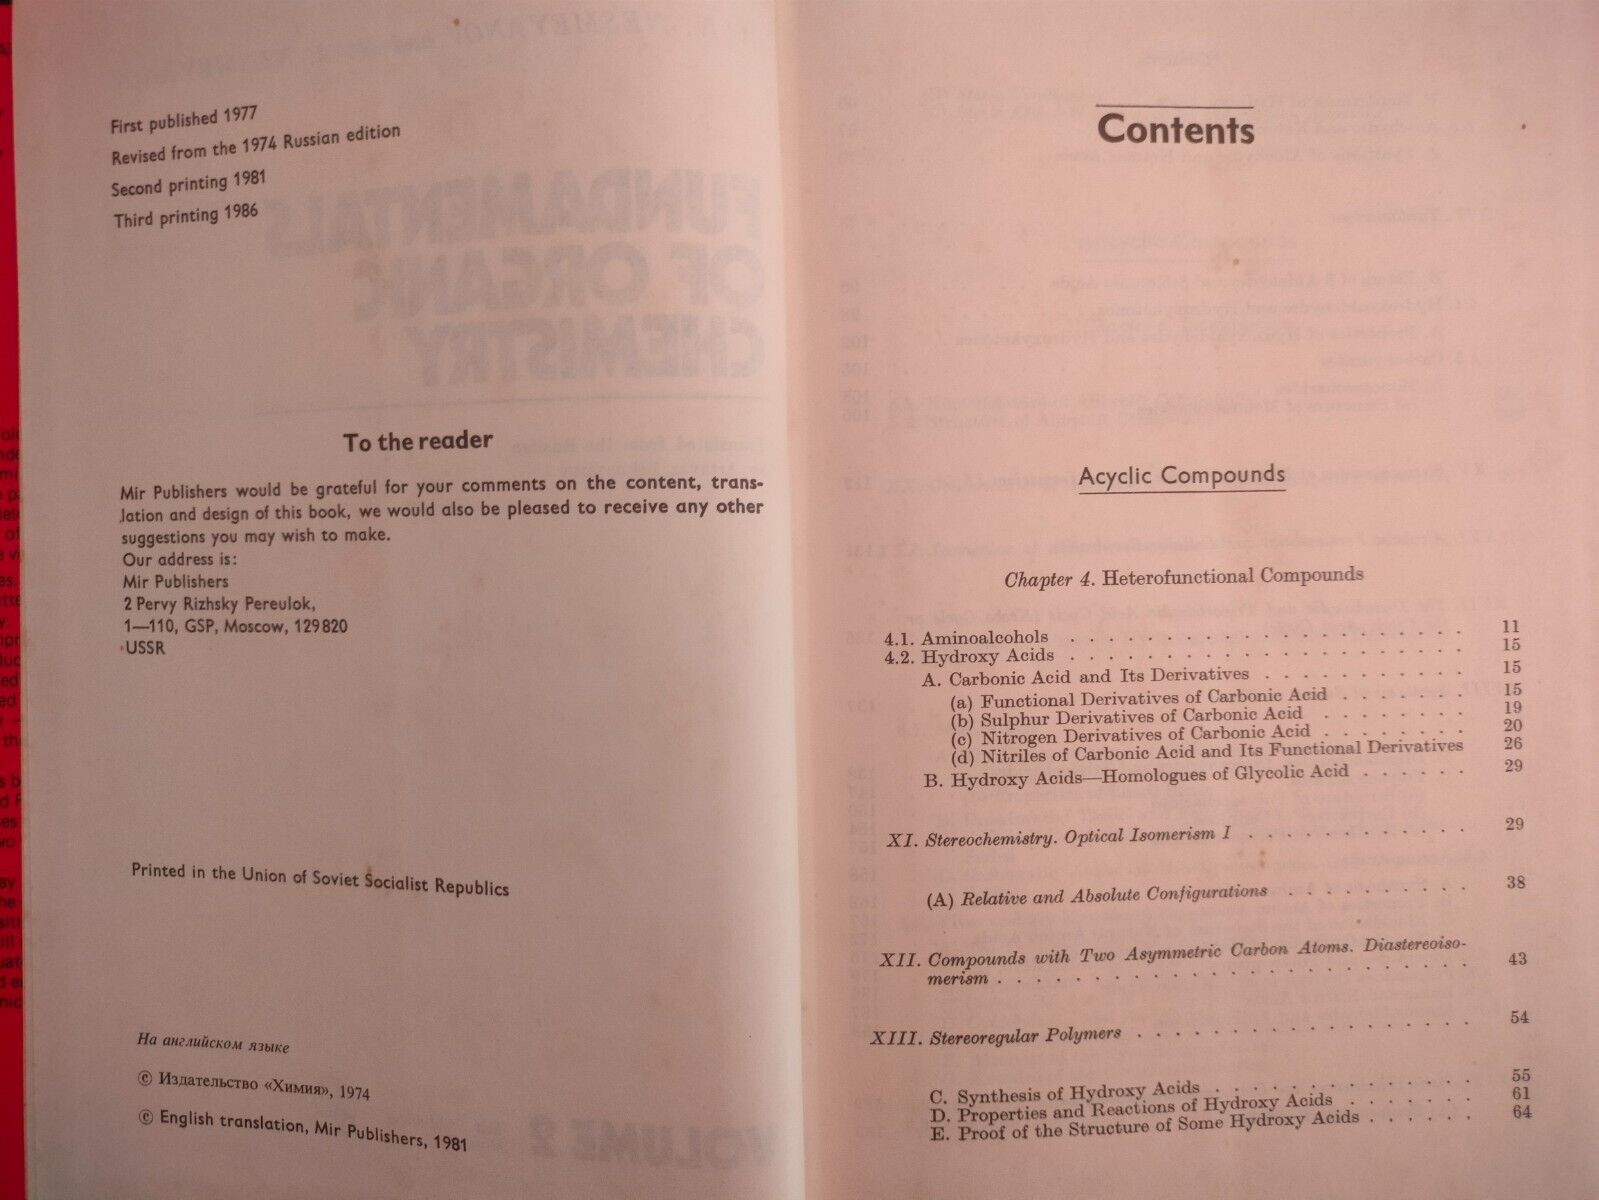 First published 1977
Revised from the 1974 Russian edition
Second printing 1981
Third printing 1986
To the reader
Mir Publishers would be grateful for your comments on the content, trans-
lation and design of this book, we would also be pleased to receive any other
suggestions you may wish to make.
Our address is:
Mir Publishers
2 Pervy Rizhsky Pereulok,
1—110, GSP, Moscow, 129820
USSR
Printed in the Union of Soviet Socialist Republics
На английском языке
© Издательство «Химия», 1974
© English translation, Mir Publishers, 1981
Contents
Acyclic Compounds
Chapter 4. Heterofunctional Compounds
4.1. Aminoalcohols . . . . . . . . . . . . . . . . . . . 11
4.2. Hydroxy Acids . . . . . . . . . . . . . . . . . . . 15
A. Carbonic Acid and Its Derivatives . . . . . . . . . . . 15
(a) Functional Derivatives of Carbonic Acid . . . . . . . 15
(b) Sulphur Derivatives of Carbonic Acid . . . . . . . . 19
(c) Nitrogen Derivatives of Carbonic Acid . . . . . . . . 20
(d) Nitriles of Carbonic Acid and Its Functional Derivatives 26
B. Hydroxy Acids—Homologues of Glycolic Acid . . . . . . 29
XI. Stereochemistry. Optical Isomerism I . . . . . . . . . . . 29
(A) Relative and Absolute Configurations . . . . . . . . . . 38
XII. Compounds with Two Asymmetric Carbon Atoms. Diastereoiso-
merism . . . . . . . . . . . . . . . . . . . . . . . . 43
XIII. Stereoregular Polymers . . . . . . . . . . . . . . . . . 54
C. Synthesis of Hydroxy Acids . . . . . . . . . . . . . . 55
D. Properties and Reactions of Hydroxy Acids . . . . . . . 61
E. Proof of the Structure of Some Hydroxy Acids . . . . . . 64